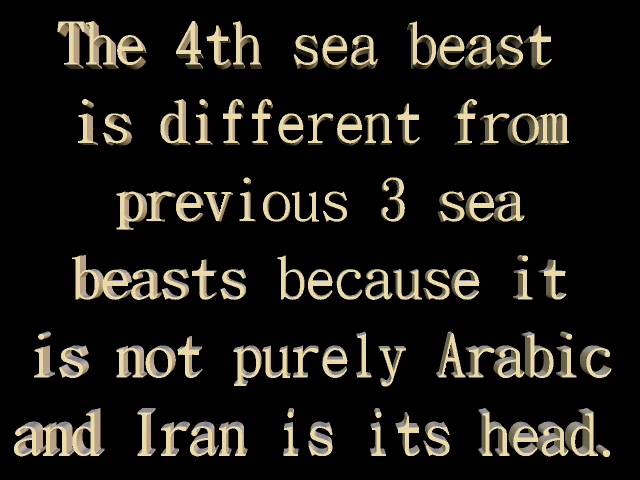 The 4th sea beast
is different from
previous 3 sea
beasts because it
is not purely Arabic
and Iran is its head.